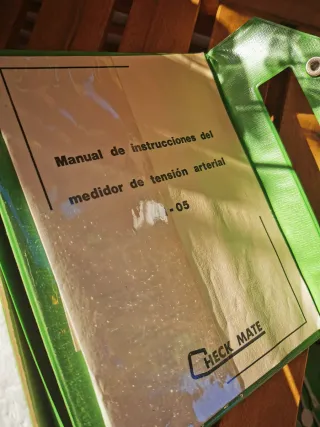 Manual de instrucciones del
medidor de tensión arterial
- 05
CHECK MATE